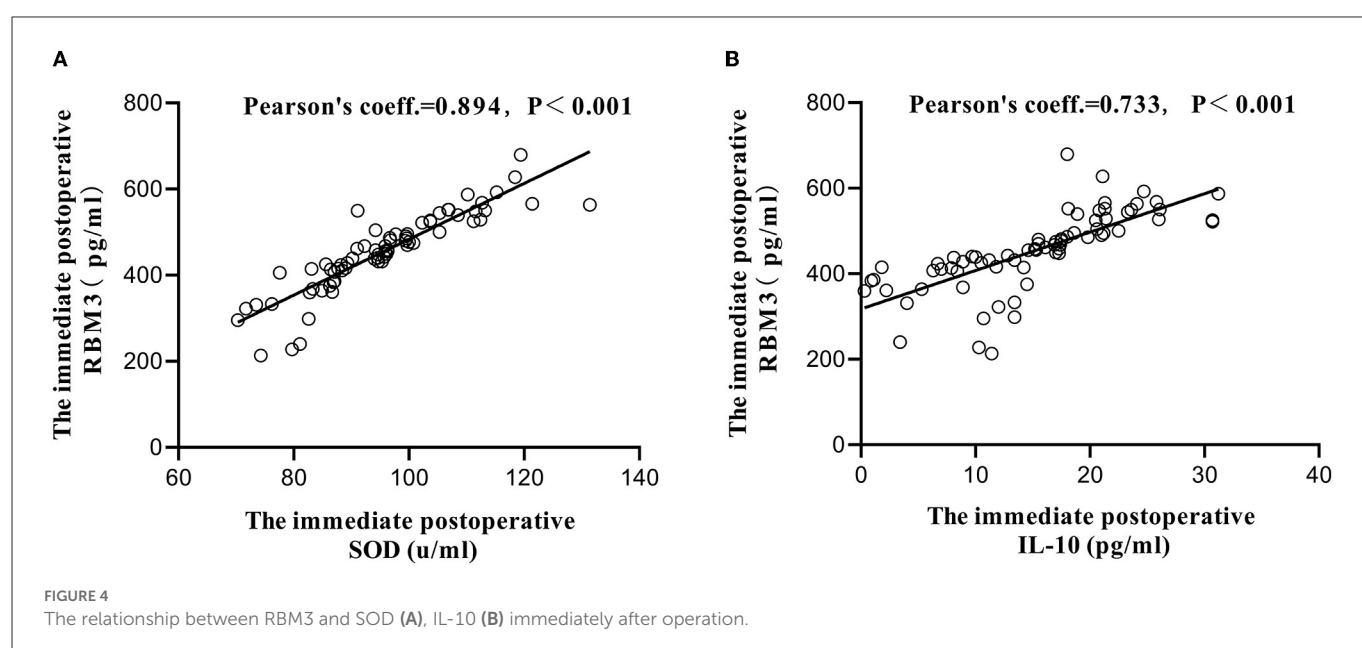 A
Pearson's coeff.=0.894, P< 0.001
The immediate postoperative
RBM3 ( pg/ml)
800
600
400
200
0
60
80
100
120
140
The immediate postoperative
SOD (u/ml)
B
Pearson's coeff.=0.733, P< 0.001
The immediate postoperative
RBM3 ( pg/ml)
800
600
400
200
0
0
10
20
30
40
The immediate postoperative
IL-10 (pg/ml)
FIGURE 4
The relationship between RBM3 and SOD (A), IL-10 (B) immediately after operation.